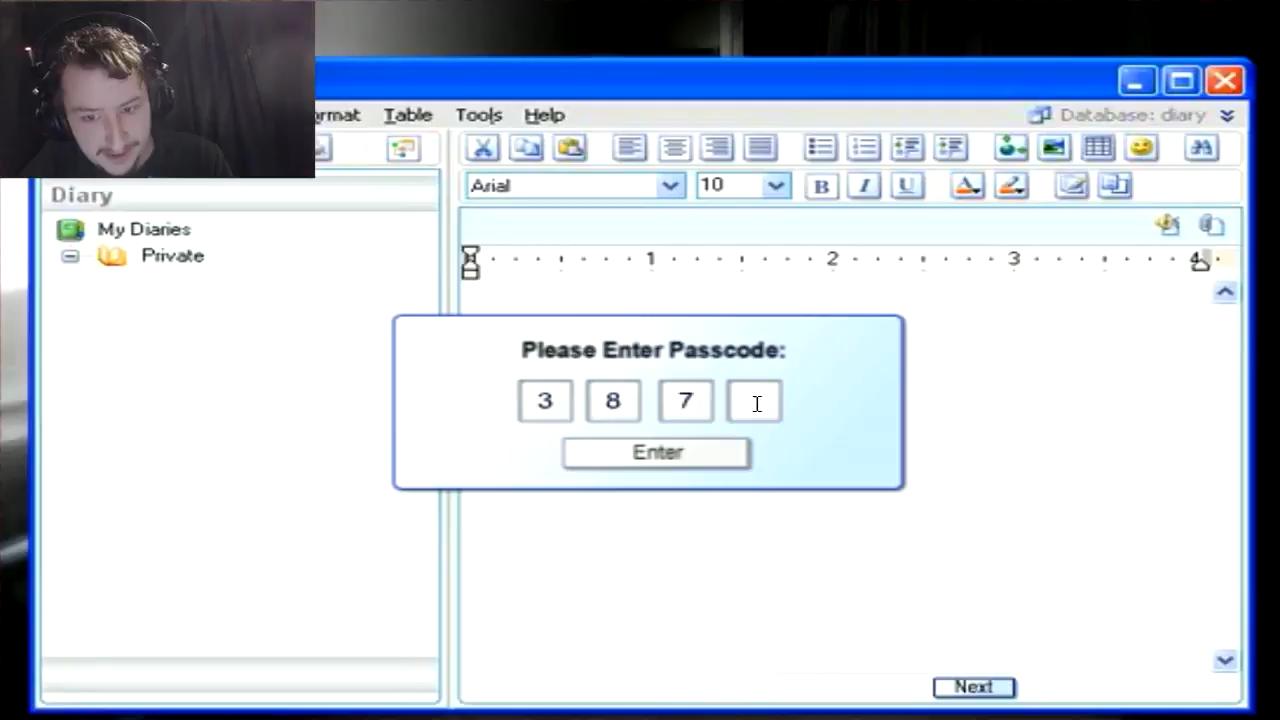 Table Tools Help Database: diary
Arial 10 B I U
Diary
My Diaries
Private
1 2 3 4
Please Enter Passcode:
3 8 7
Enter
Next